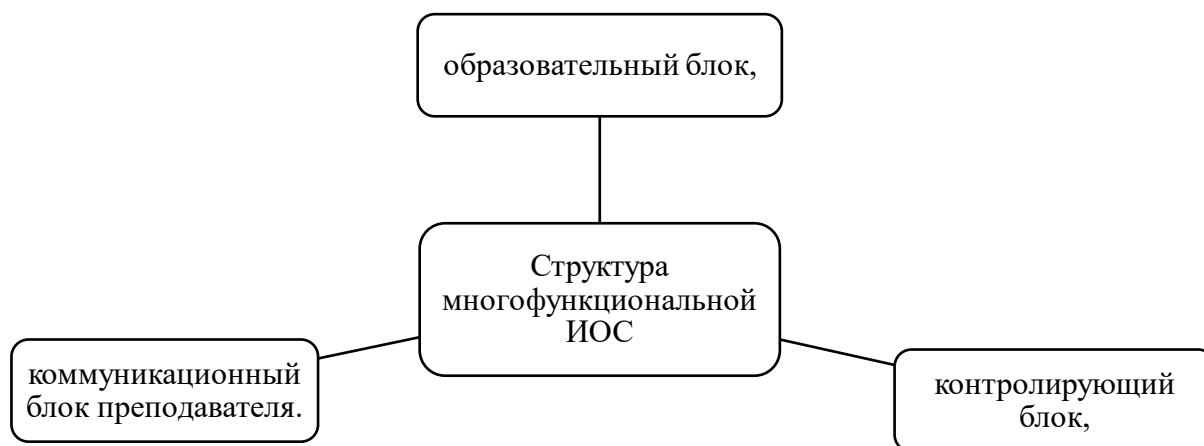 образовательный блок,
Структура
многофункциональной
ИОС
коммуникационный
блок преподавателя.
контролирующий
блок,